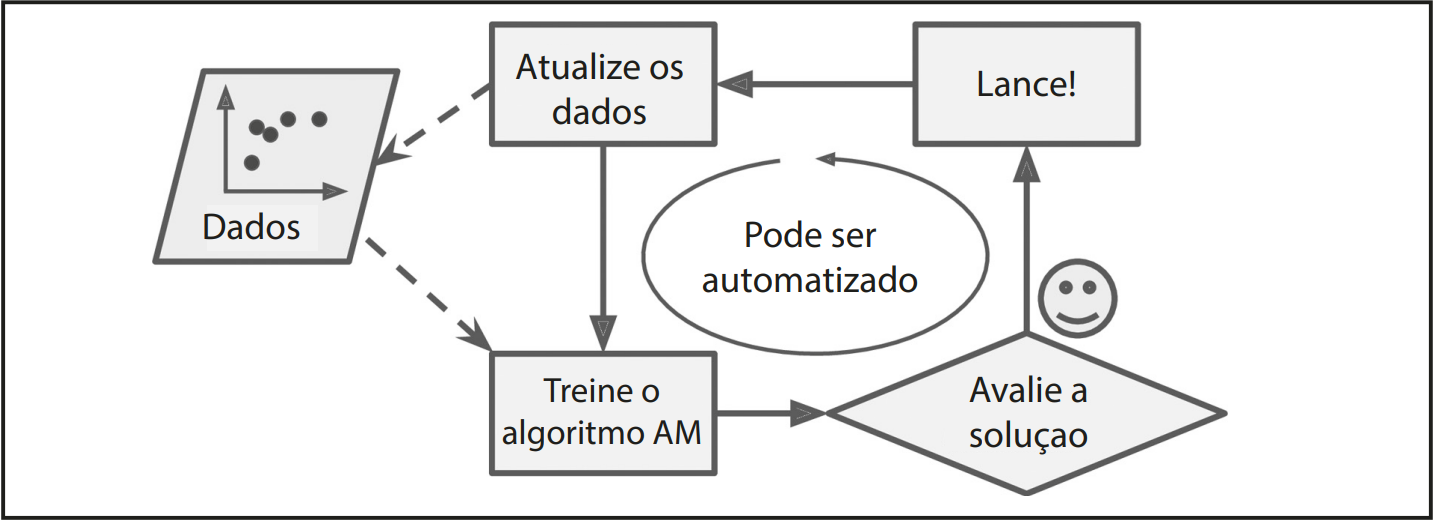 Atualize os
dados
Lance!
Dados
Pode ser
automatizado
Treine o
algoritmo AM
Avalie a
soluçao